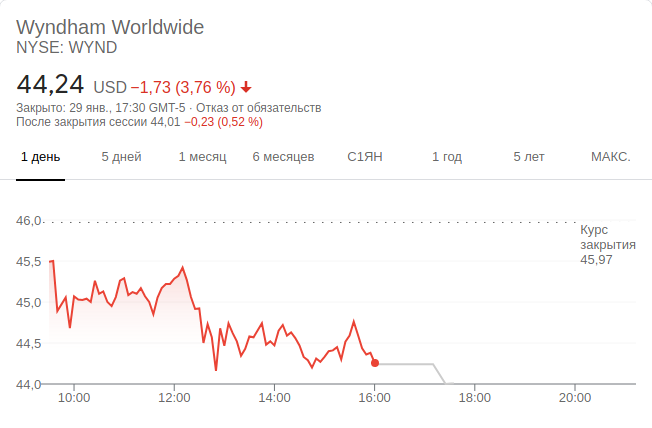 Wyndham Worldwide
NYSE: WYND
44,24 USD −1,73 (3,76 %)
Закрыто: 29 янв., 17:30 GMT-5 · Отказ от обязательств
После закрытия сессии 44,01 −0,23 (0,52 %)
1 день 5 дней 1 месяц 6 месяцев С1ЯН 1 год 5 лет МАКС.
46,0
Курс
закрытия
45,97
45,5
45,0
44,5
44,0
10:00 12:00 14:00 16:00 18:00 20:00